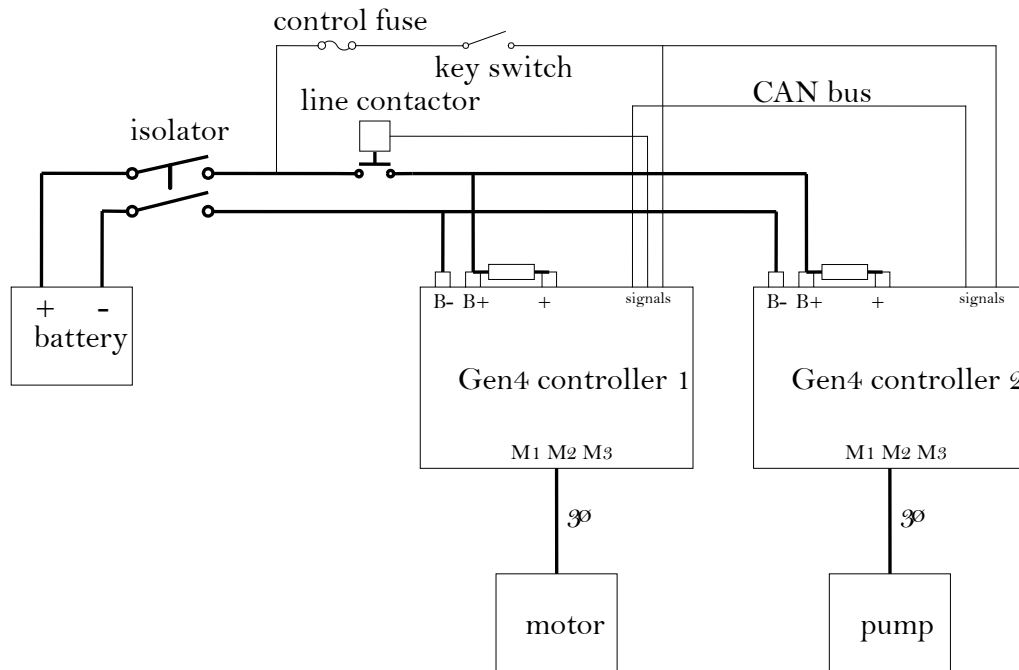 control fuse
key switch
line contactor
CAN bus
isolator
+ -
battery
B- B+ + signals
Gen4 controller 1
M1 M2 M3
3ø
motor
B- B+ + signals
Gen4 controller 2
M1 M2 M3
3ø
pump